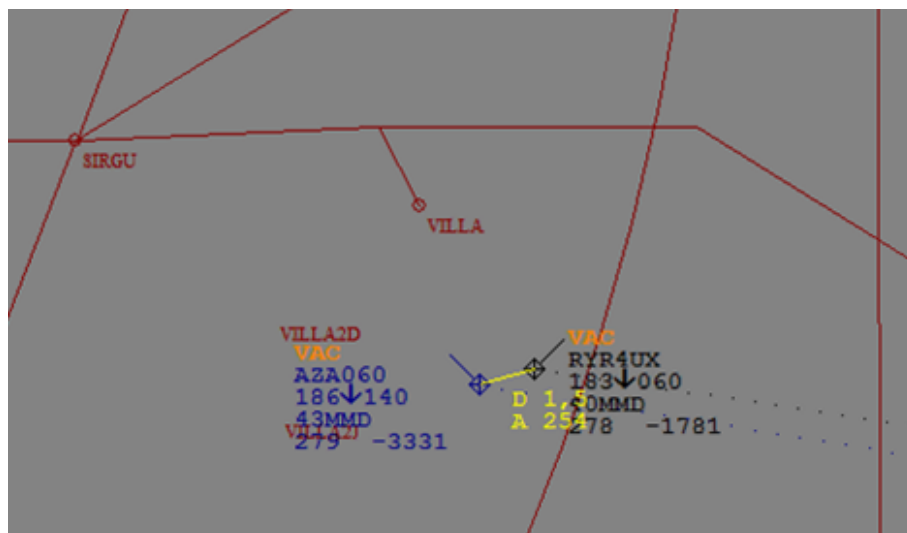 SIRGU
VILLA
VILLA2D
VAC
AZA060
186↓140
43MMD
279 -3331
VAC
RYR4UX
183↓060
278 -1781
D 1,5
A 254